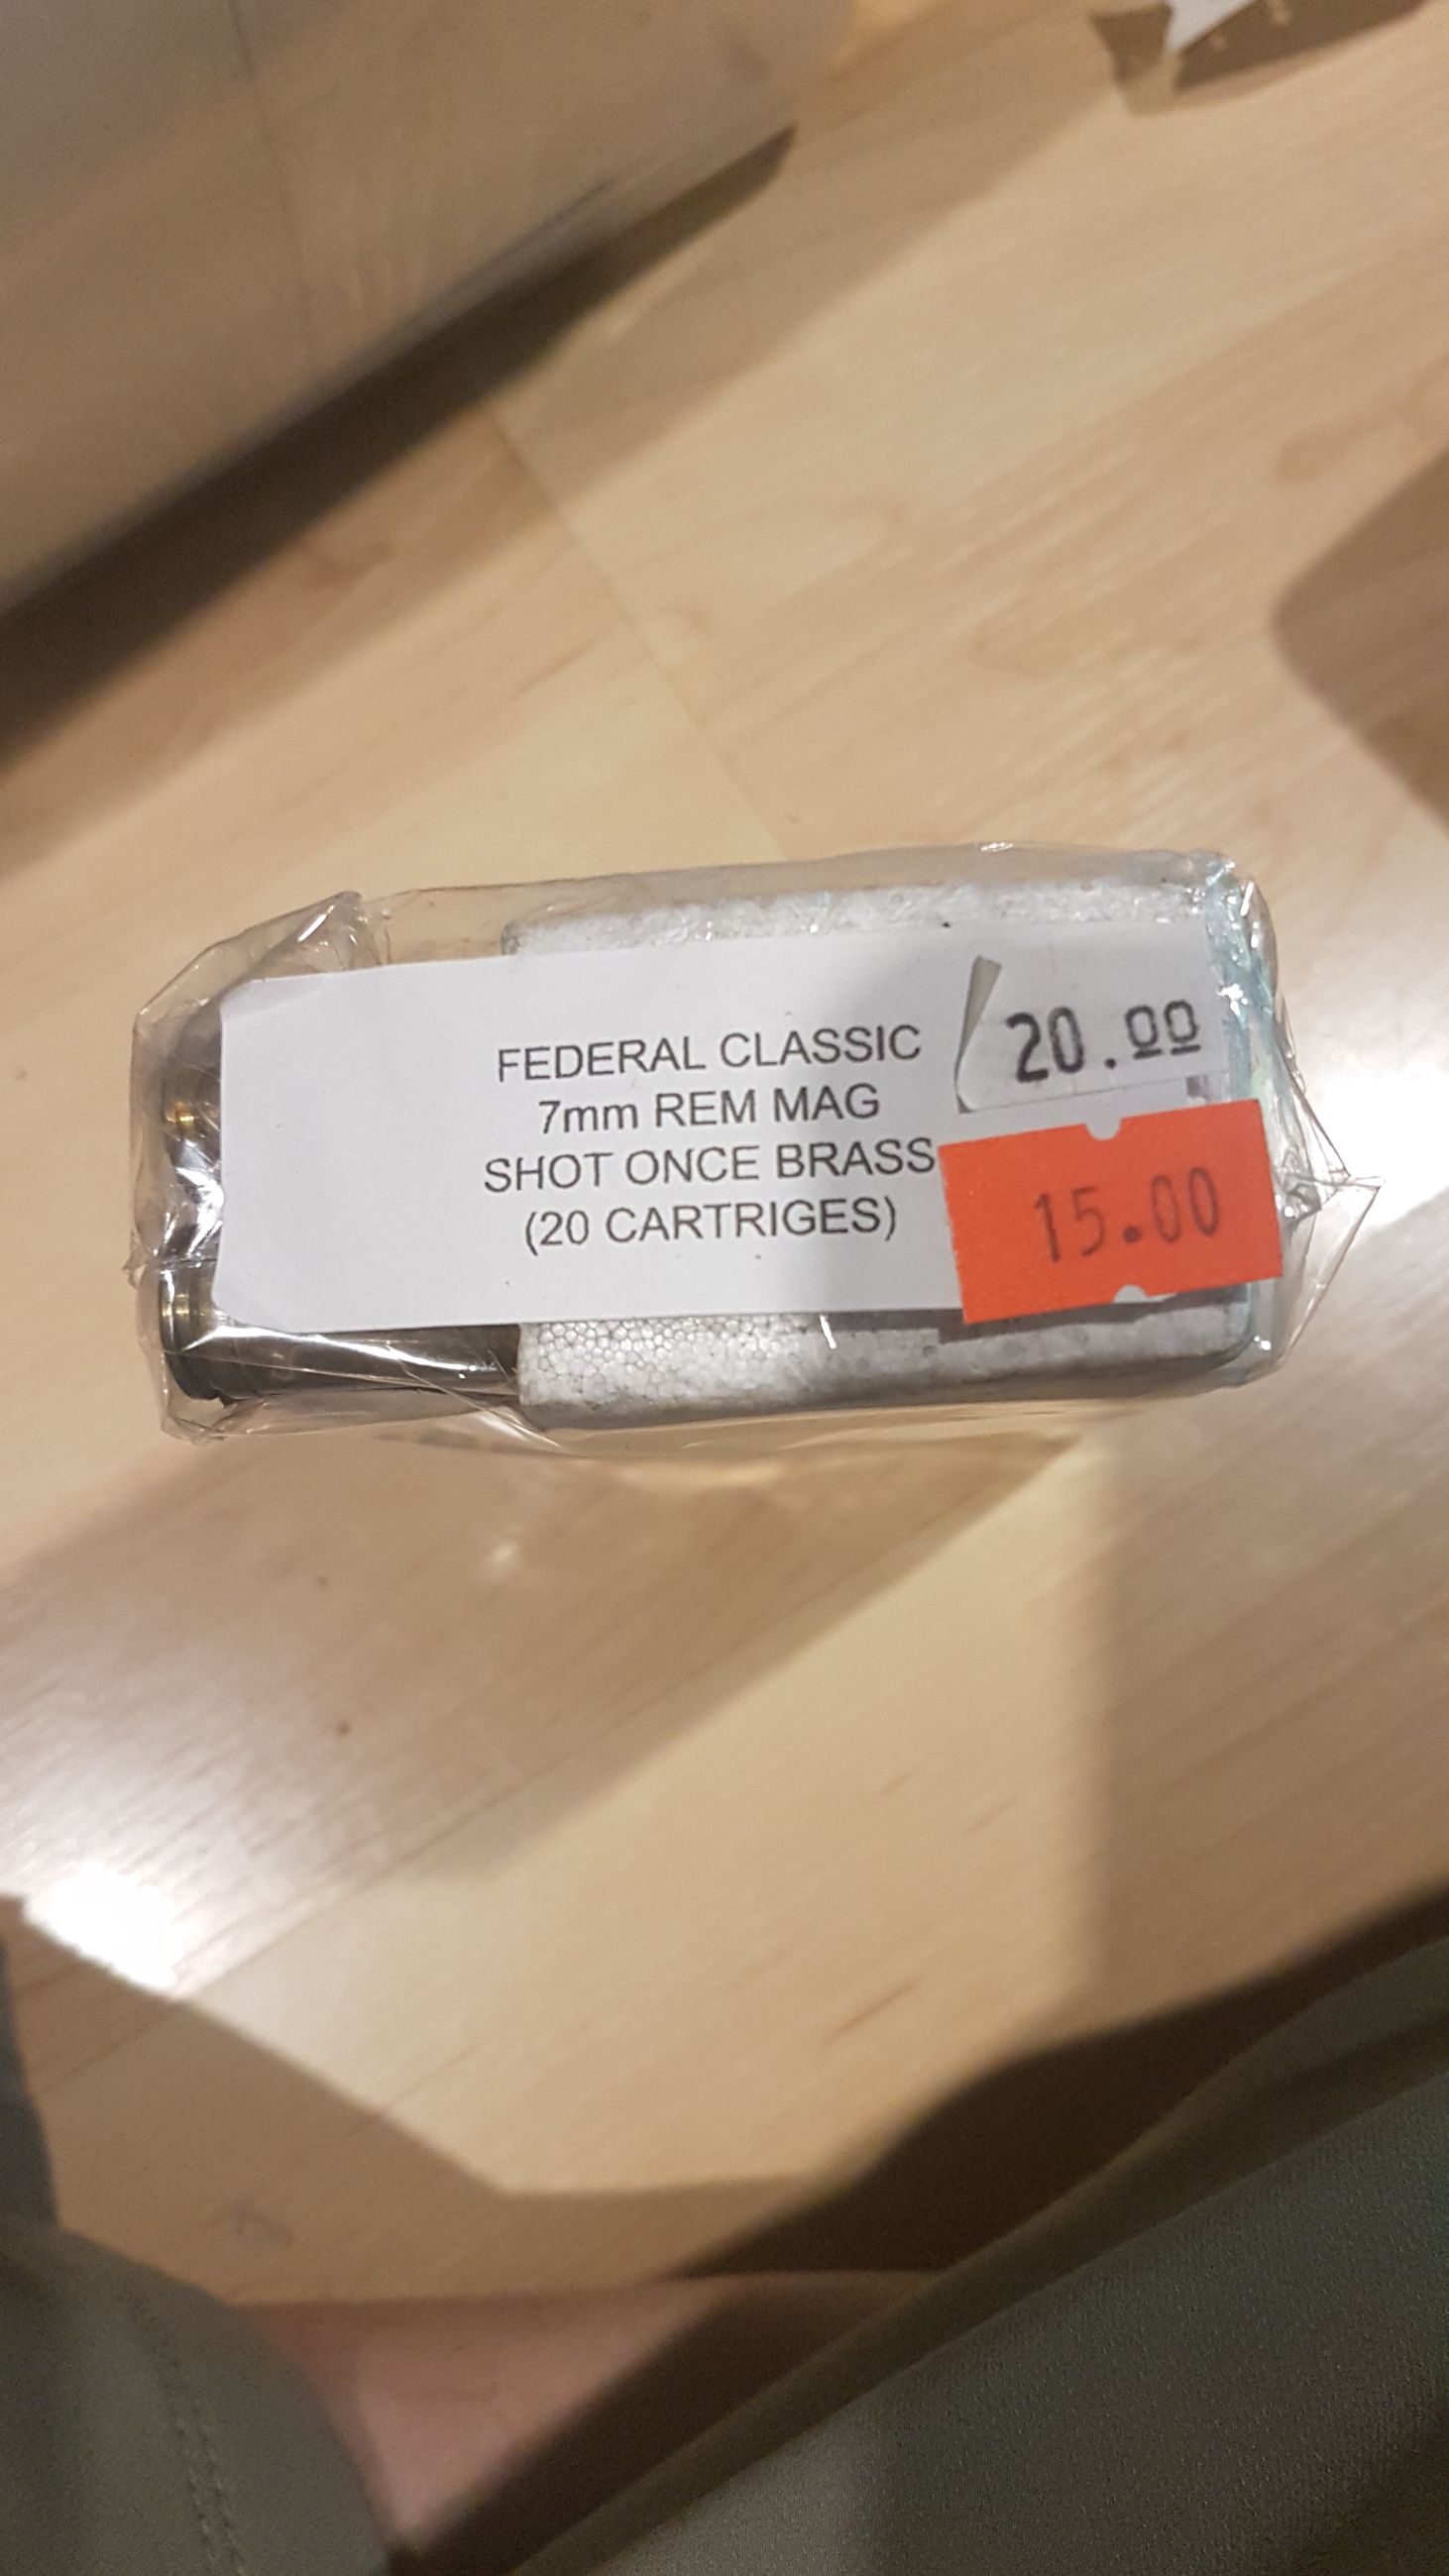 FEDERAL CLASSIC
7mm REM MAG
SHOT ONCE BRASS
(20 CARTRIGES)
20.00
15.00